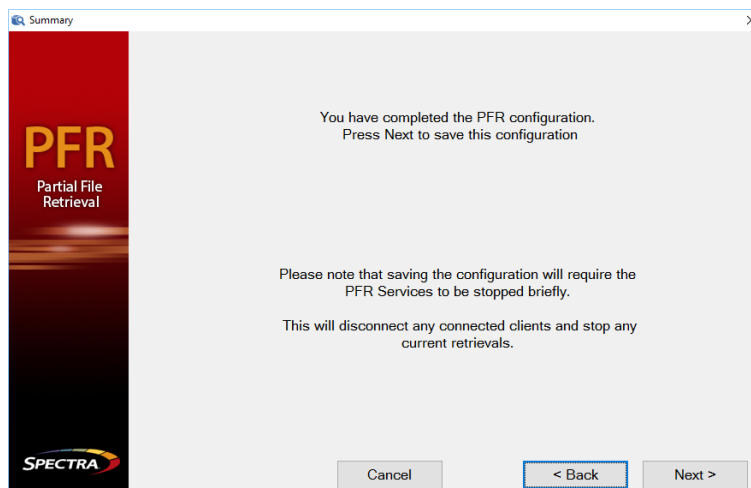 Summary
PFR
Partial File
Retrieval
You have completed the PFR configuration.
Press Next to save this configuration
Please note that saving the configuration will require the
PFR Services to be stopped briefly.
This will disconnect any connected clients and stop any
current retrievals.
SPECTRA
Cancel
< Back
Next >